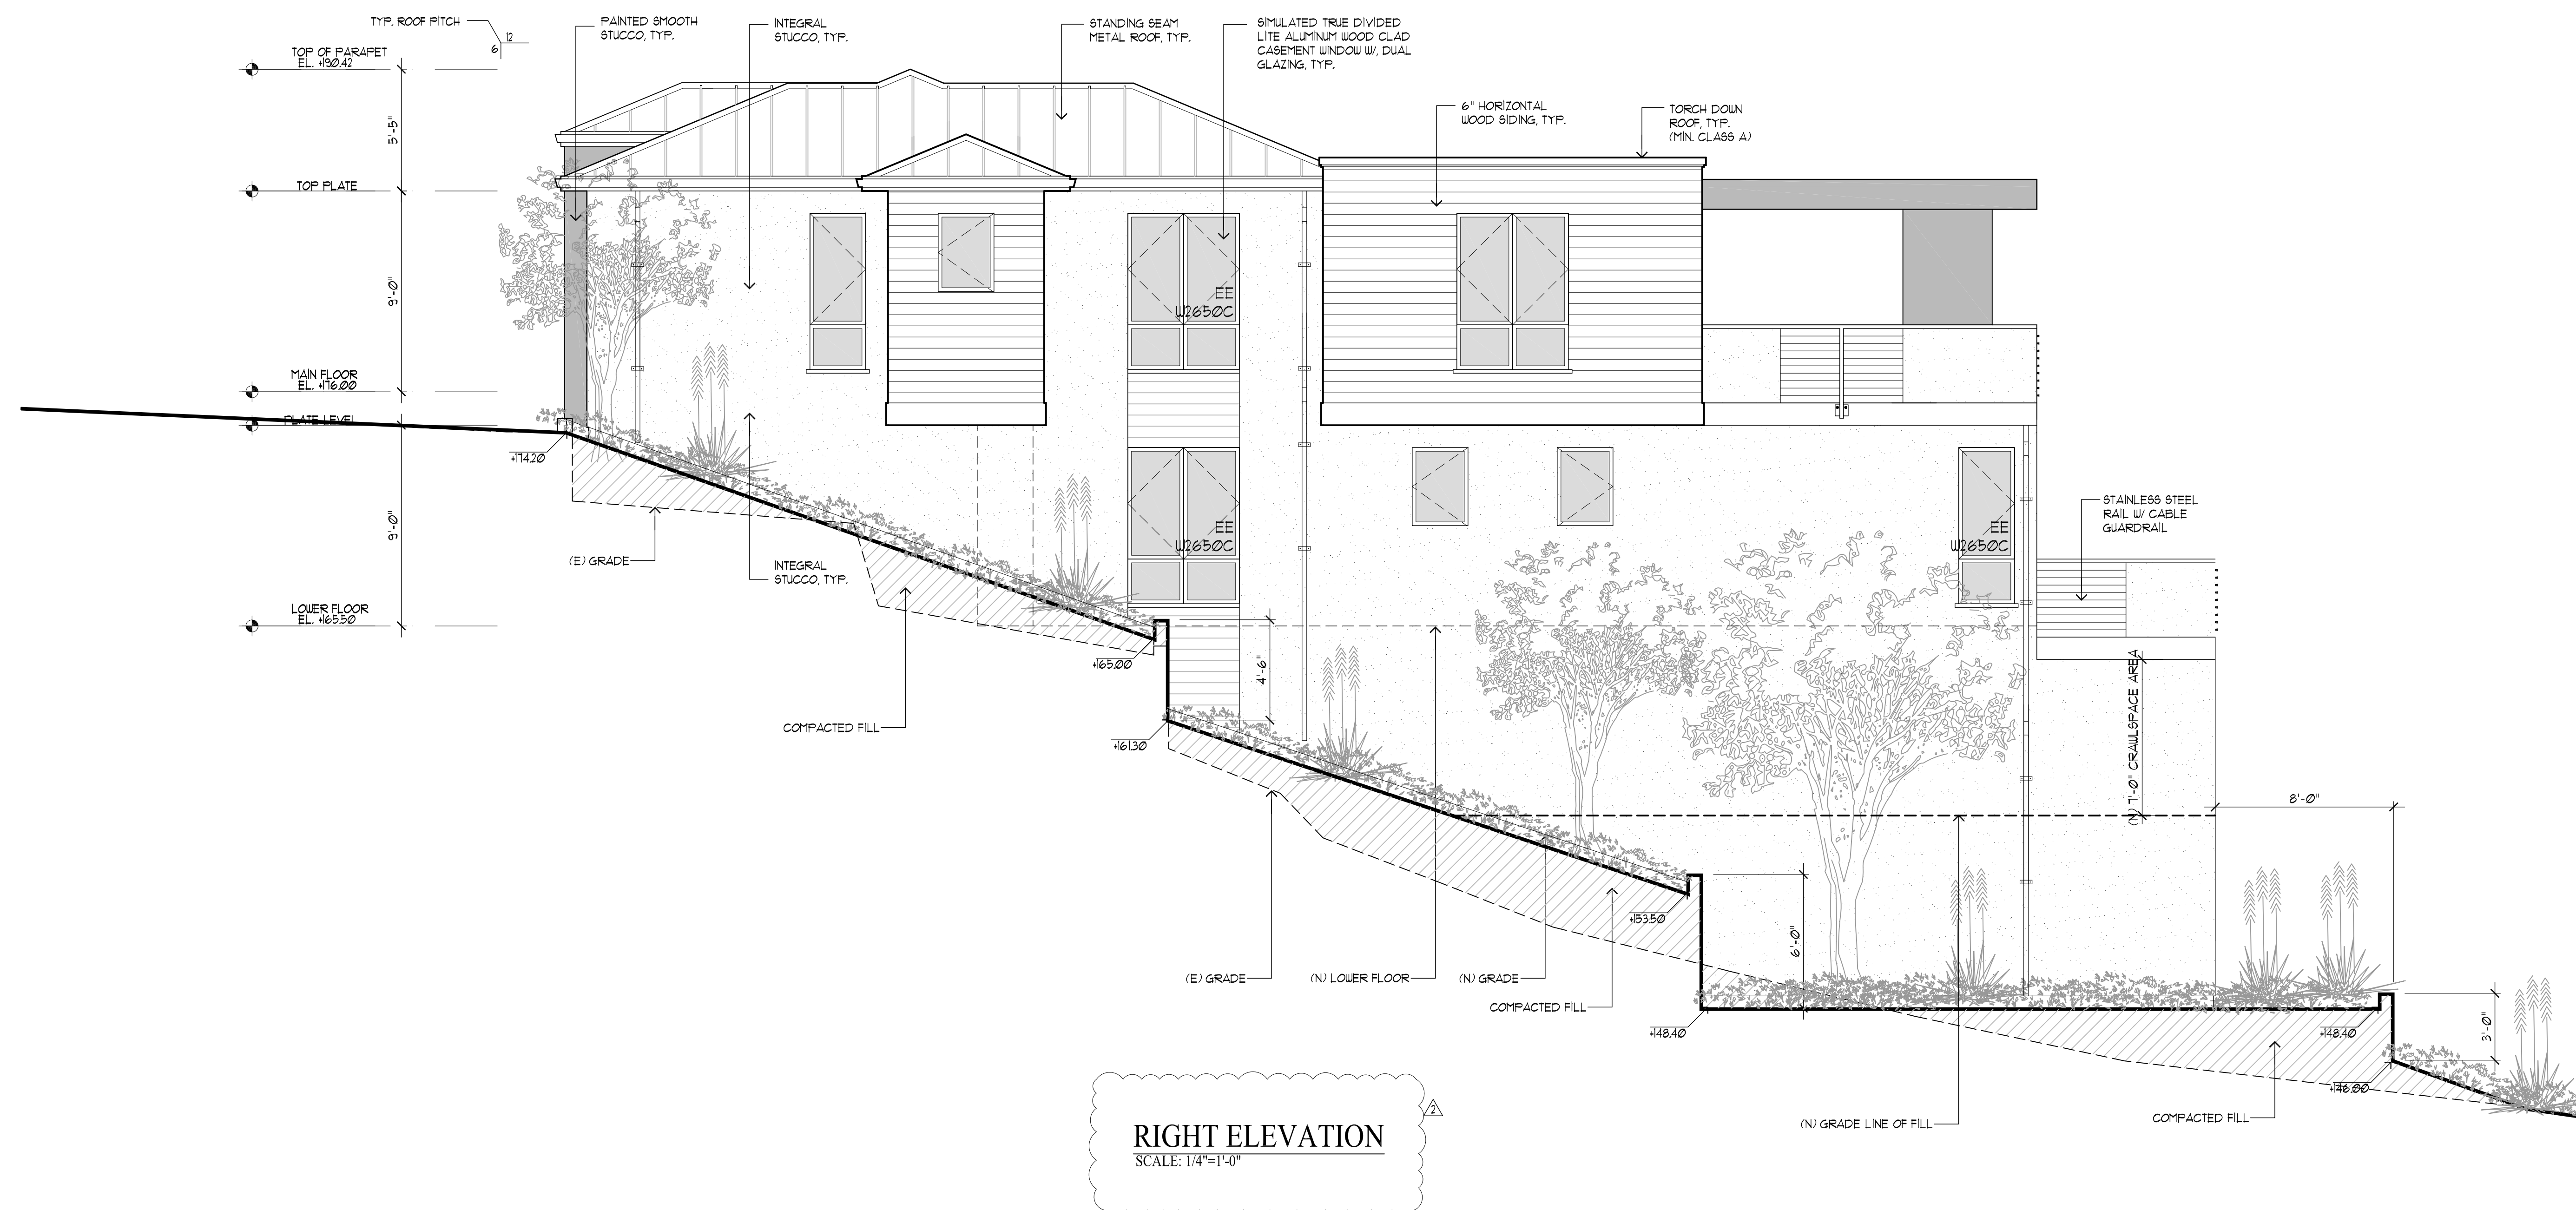 TYP. ROOF PITCH
12
6
PAINTED SMOOTH
STUCCO, TYP.
INTEGRAL
STUCCO, TYP.
STANDING SEAM
METAL ROOF, TYP.
SIMULATED TRUE DIVIDED
LITE ALUMINUM WOOD CLAD
CASEMENT WINDOW W/, DUAL
GLAZING, TYP.
6" HORIZONTAL
WOOD SIDING, TYP.
TORCH DOWN
ROOF, TYP.
(MIN. CLASS A)
TOP OF PARAPET
EL. +190.42
5'-5"
TOP PLATE
9'-0"
MAIN FLOOR
EL. +176.00
PLATE LEVEL
9'-0"
LOWER FLOOR
EL. +165.50
EE
W2650C
EE
W2650C
EE
W2650C
+174.20
(E) GRADE
INTEGRAL
STUCCO, TYP.
STAINLESS STEEL
RAIL W/ CABLE
GUARDRAIL
+165.00
4'-6"
COMPACTED FILL
+161.30
(N) 7'-0" CRAWLSPACE AREA
8'-0"
+153.50
6'-0"
(E) GRADE
(N) LOWER FLOOR
(N) GRADE
COMPACTED FILL
+148.40
+148.40
3'-0"
+146.00
(N) GRADE LINE OF FILL
COMPACTED FILL
2
RIGHT ELEVATION
SCALE: 1/4"=1'-0"